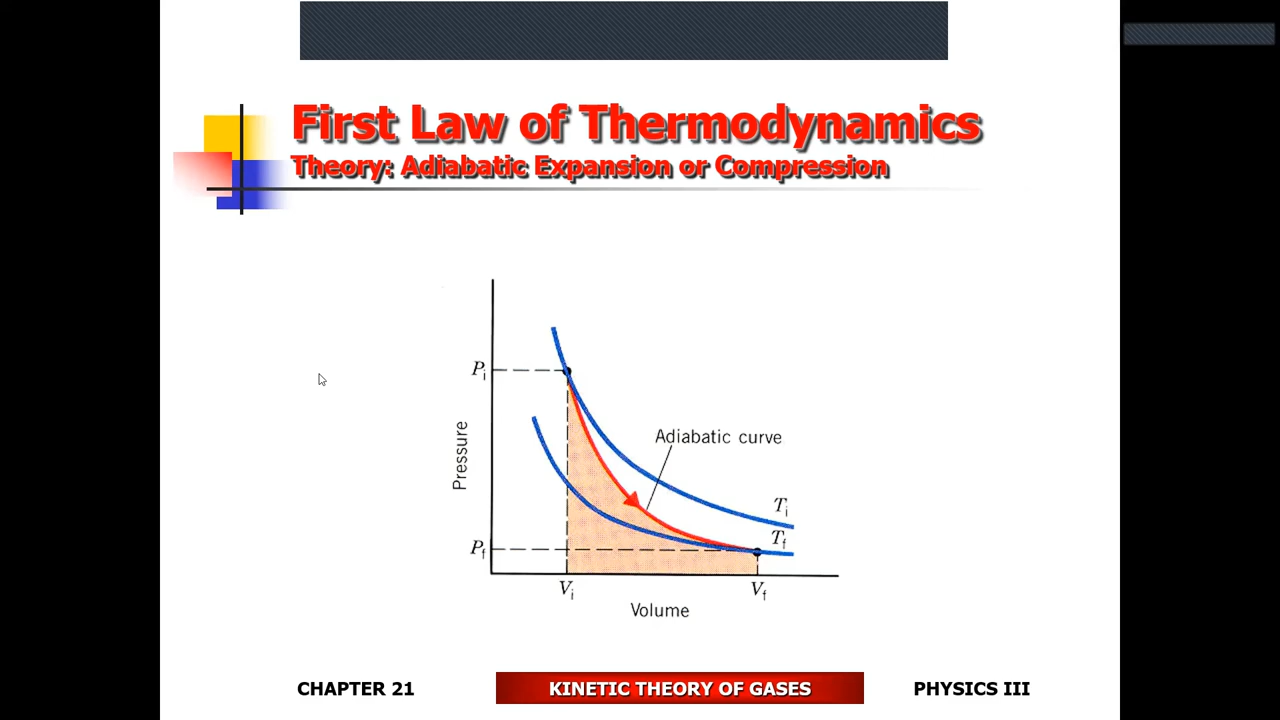 First Law of Thermodynamics
Theory: Adiabatic Expansion or Compression
Pi
Adiabatic curve
Pressure
Ti
Tf
Pf
Vi
Vf
Volume
CHAPTER 21
KINETIC THEORY OF GASES
PHYSICS III